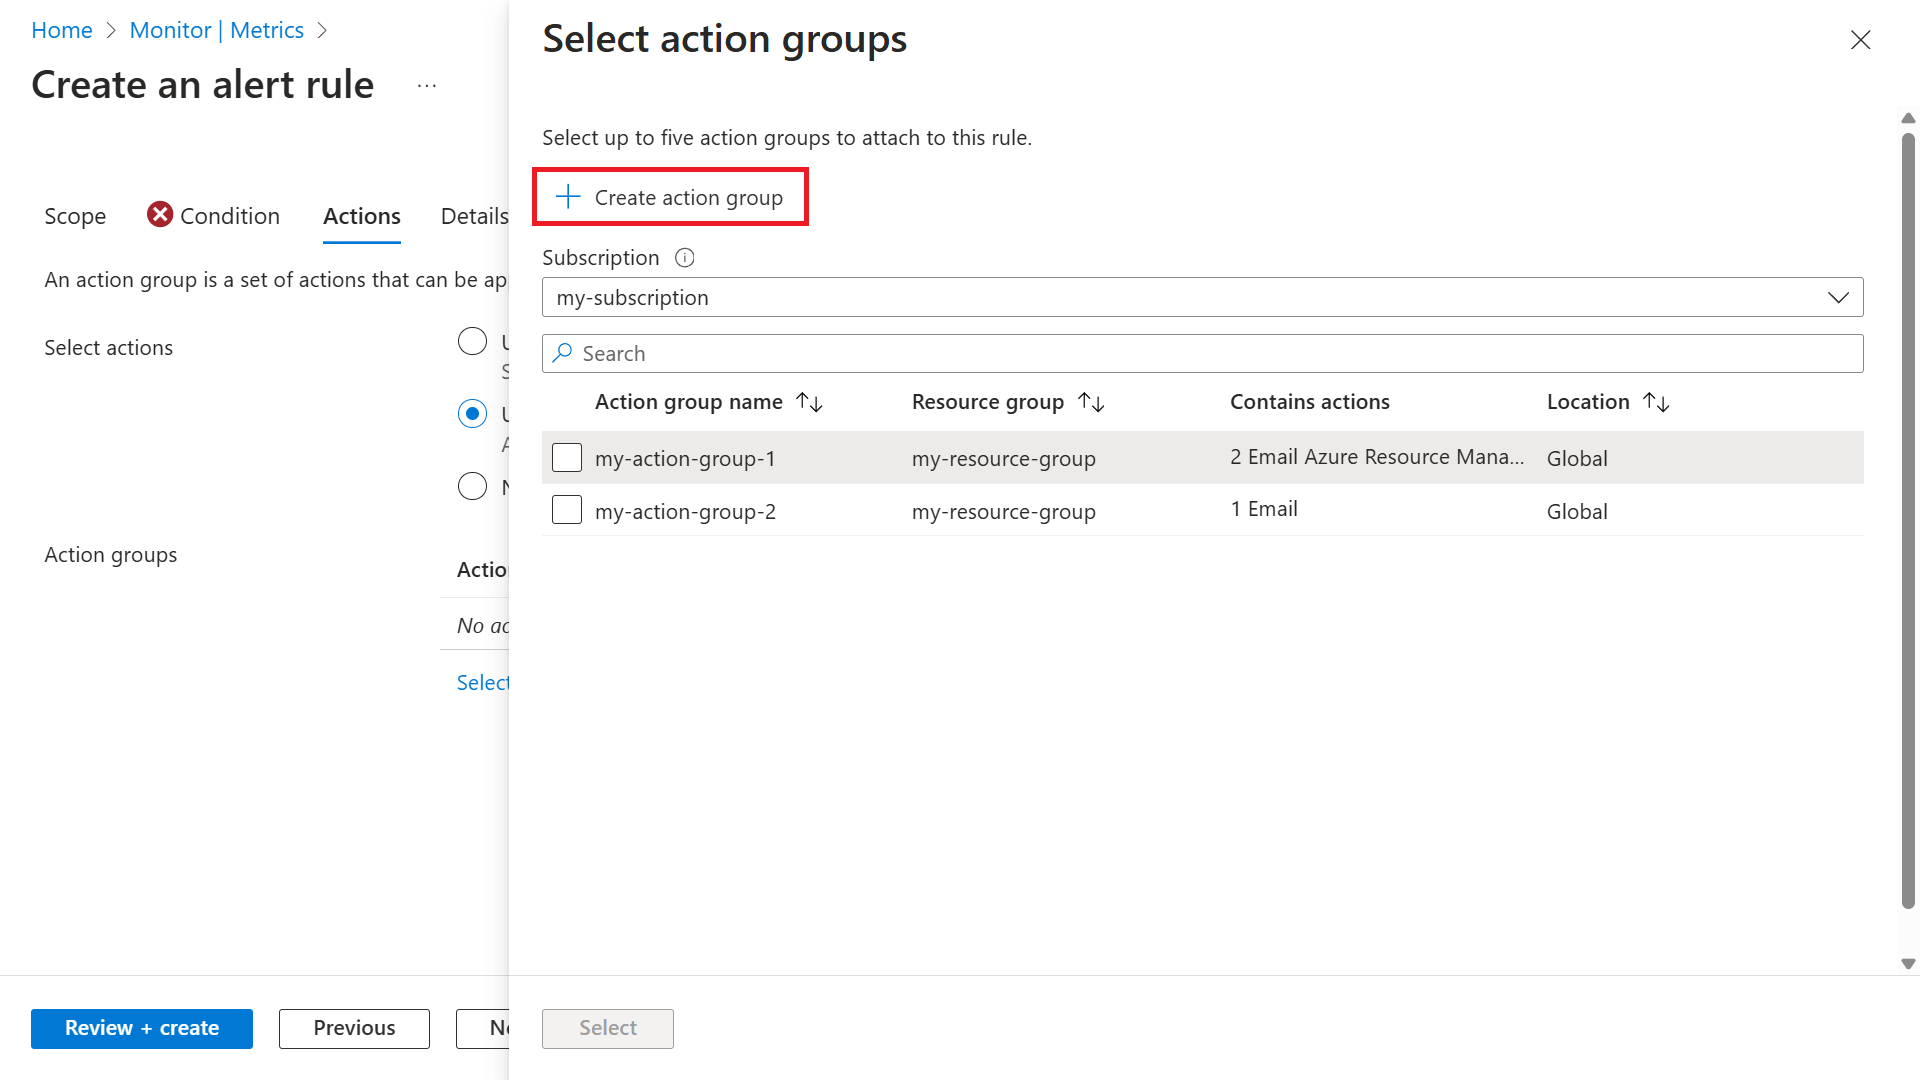 Home > Monitor | Metrics >
Create an alert rule ...
Scope Condition Actions Details
An action group is a set of actions that can be
Select actions
Action groups
No
Select
Review + create Previous
Select action groups
Select up to five action groups to attach to this rule.
+ Create action group
Subscription
my-subscription
Search
Action group name Resource group Contains actions Location
my-action-group-1 my-resource-group 2 Email Azure Resource Mana... Global
my-action-group-2 my-resource-group 1 Email Global
Select